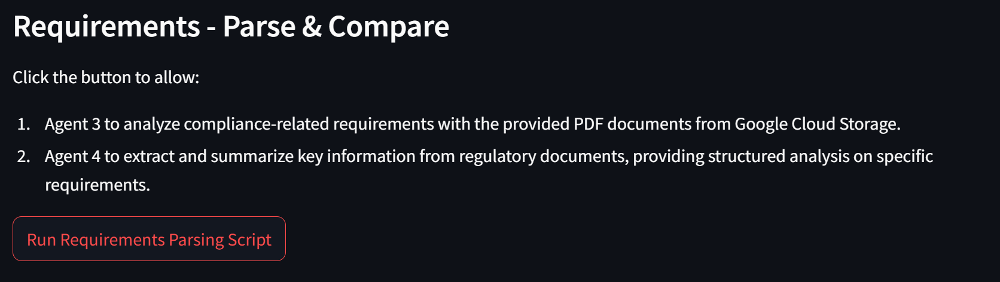 Requirements - Parse & Compare
Click the button to allow:
1. Agent 3 to analyze compliance-related requirements with the provided PDF documents from Google Cloud Storage.
2. Agent 4 to extract and summarize key information from regulatory documents, providing structured analysis on specific
requirements.
Run Requirements Parsing Script